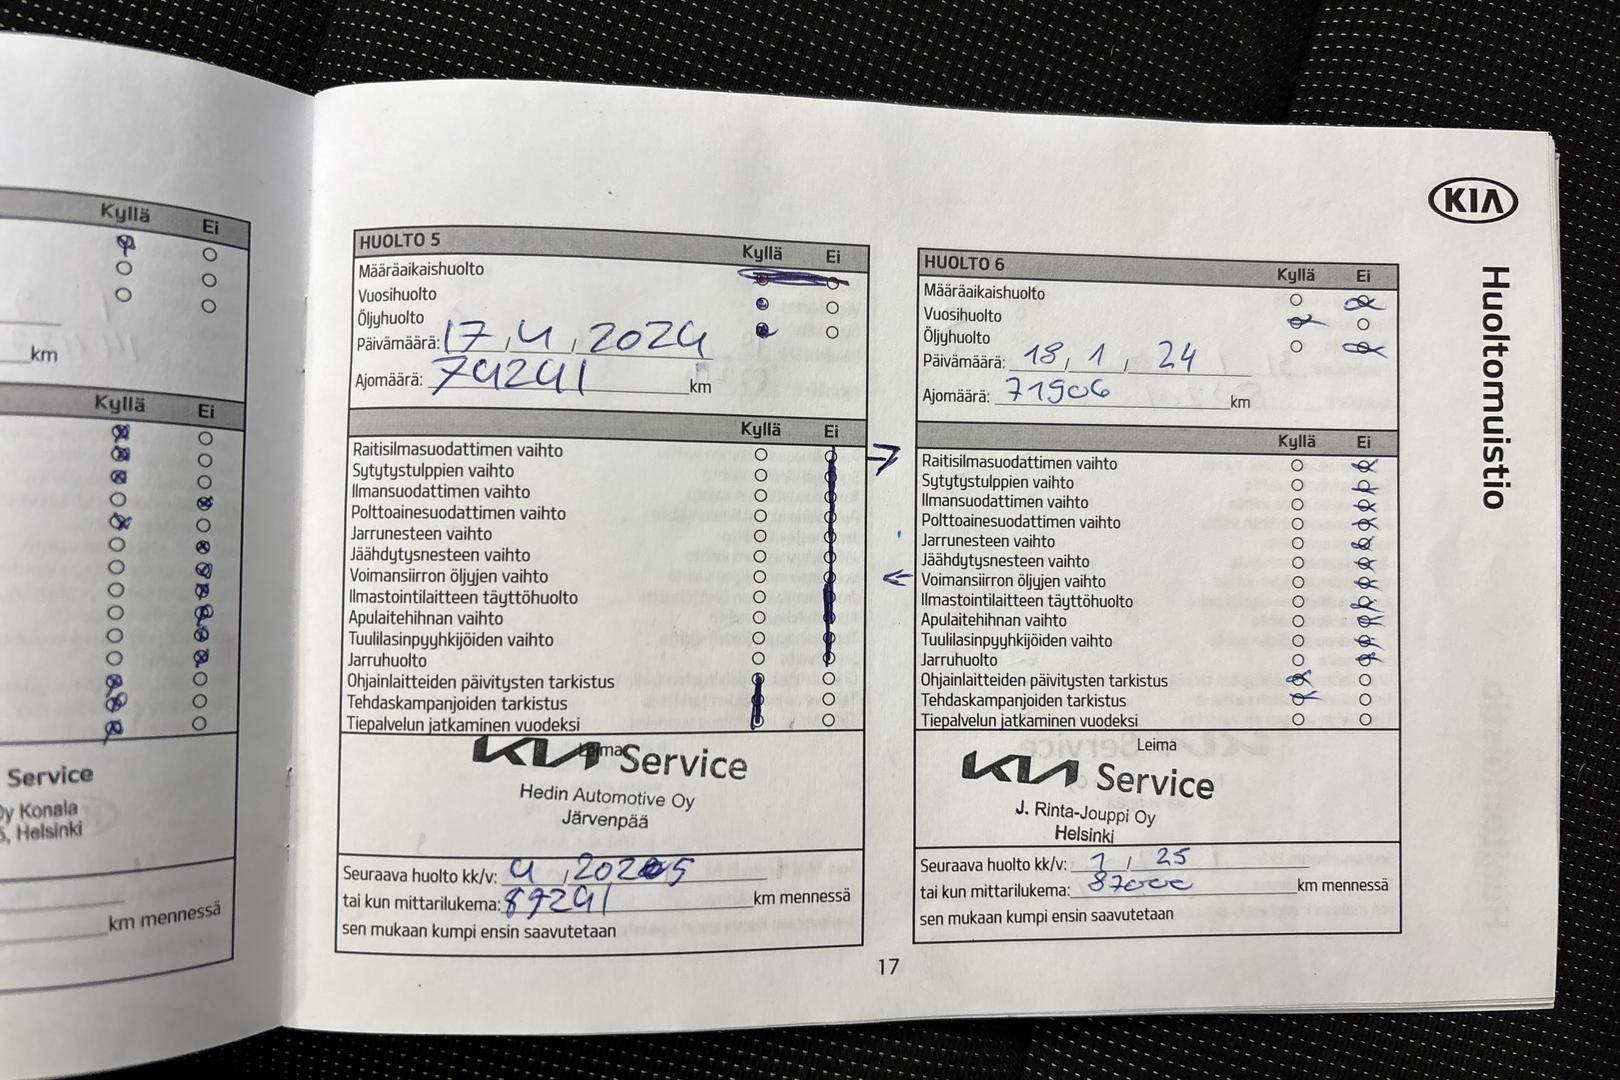 Kyllä Ei
km
Kyllä Ei
Service
Oy Konala
Helsinki
km mennessä
HUOLTO 5
Kyllä Ei
Määräaikaishuolto
Vuosihuolto
Öljyhuolto
Päivämäärä: 17, 4, 2024
Ajomäärä: 74241 km
Kyllä Ei
Raitisilmasuodattimen vaihto
Sytytystulppien vaihto
Ilmansuodattimen vaihto
Polttoainesuodattimen vaihto
Jarrunesteen vaihto
Jäähdytysnesteen vaihto
Voimansiirron öljyjen vaihto
Ilmastointilaitteen täyttöhuolto
Apulaitehihnan vaihto
Tuulilasinpyyhkijöiden vaihto
Jarruhuolto
Ohjainlaitteiden päivitysten tarkistus
Tehdaskampanjoiden tarkistus
Tiepalvelun jatkaminen vuodeksi
Leima
KIA Service
Hedin Automotive Oy
Järvenpää
Seuraava huolto kk/v: 4, 2025
tai kun mittarilukema: 89241 km mennessä
sen mukaan kumpi ensin saavutetaan
HUOLTO 6
Kyllä Ei
Määräaikaishuolto
Vuosihuolto
Öljyhuolto
Päivämäärä: 18, 1, 24
Ajomäärä: 71906 km
Kyllä Ei
Raitisilmasuodattimen vaihto
Sytytystulppien vaihto
Ilmansuodattimen vaihto
Polttoainesuodattimen vaihto
Jarrunesteen vaihto
Jäähdytysnesteen vaihto
Voimansiirron öljyjen vaihto
Ilmastointilaitteen täyttöhuolto
Apulaitehihnan vaihto
Tuulilasinpyyhkijöiden vaihto
Jarruhuolto
Ohjainlaitteiden päivitysten tarkistus
Tehdaskampanjoiden tarkistus
Tiepalvelun jatkaminen vuodeksi
Leima
KIA Service
J. Rinta-Jouppi Oy
Helsinki
Seuraava huolto kk/v: 1 / 25
tai kun mittarilukema: 87000 km mennessä
sen mukaan kumpi ensin saavutetaan
17
KIA
Huoltomuistio